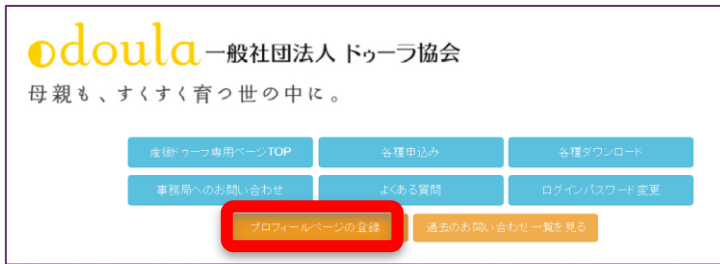 odoula 一般社団法人 ドゥーラ協会
母親も、すくすく育つ世の中に。
産後ドゥーラ専用ページTOP 各種申込み 各種ダウンロード
事務局へのお問い合わせ よくある質問 ログインパスワード変更
プロフィールページの登録 過去のお問い合わせ一覧を見る